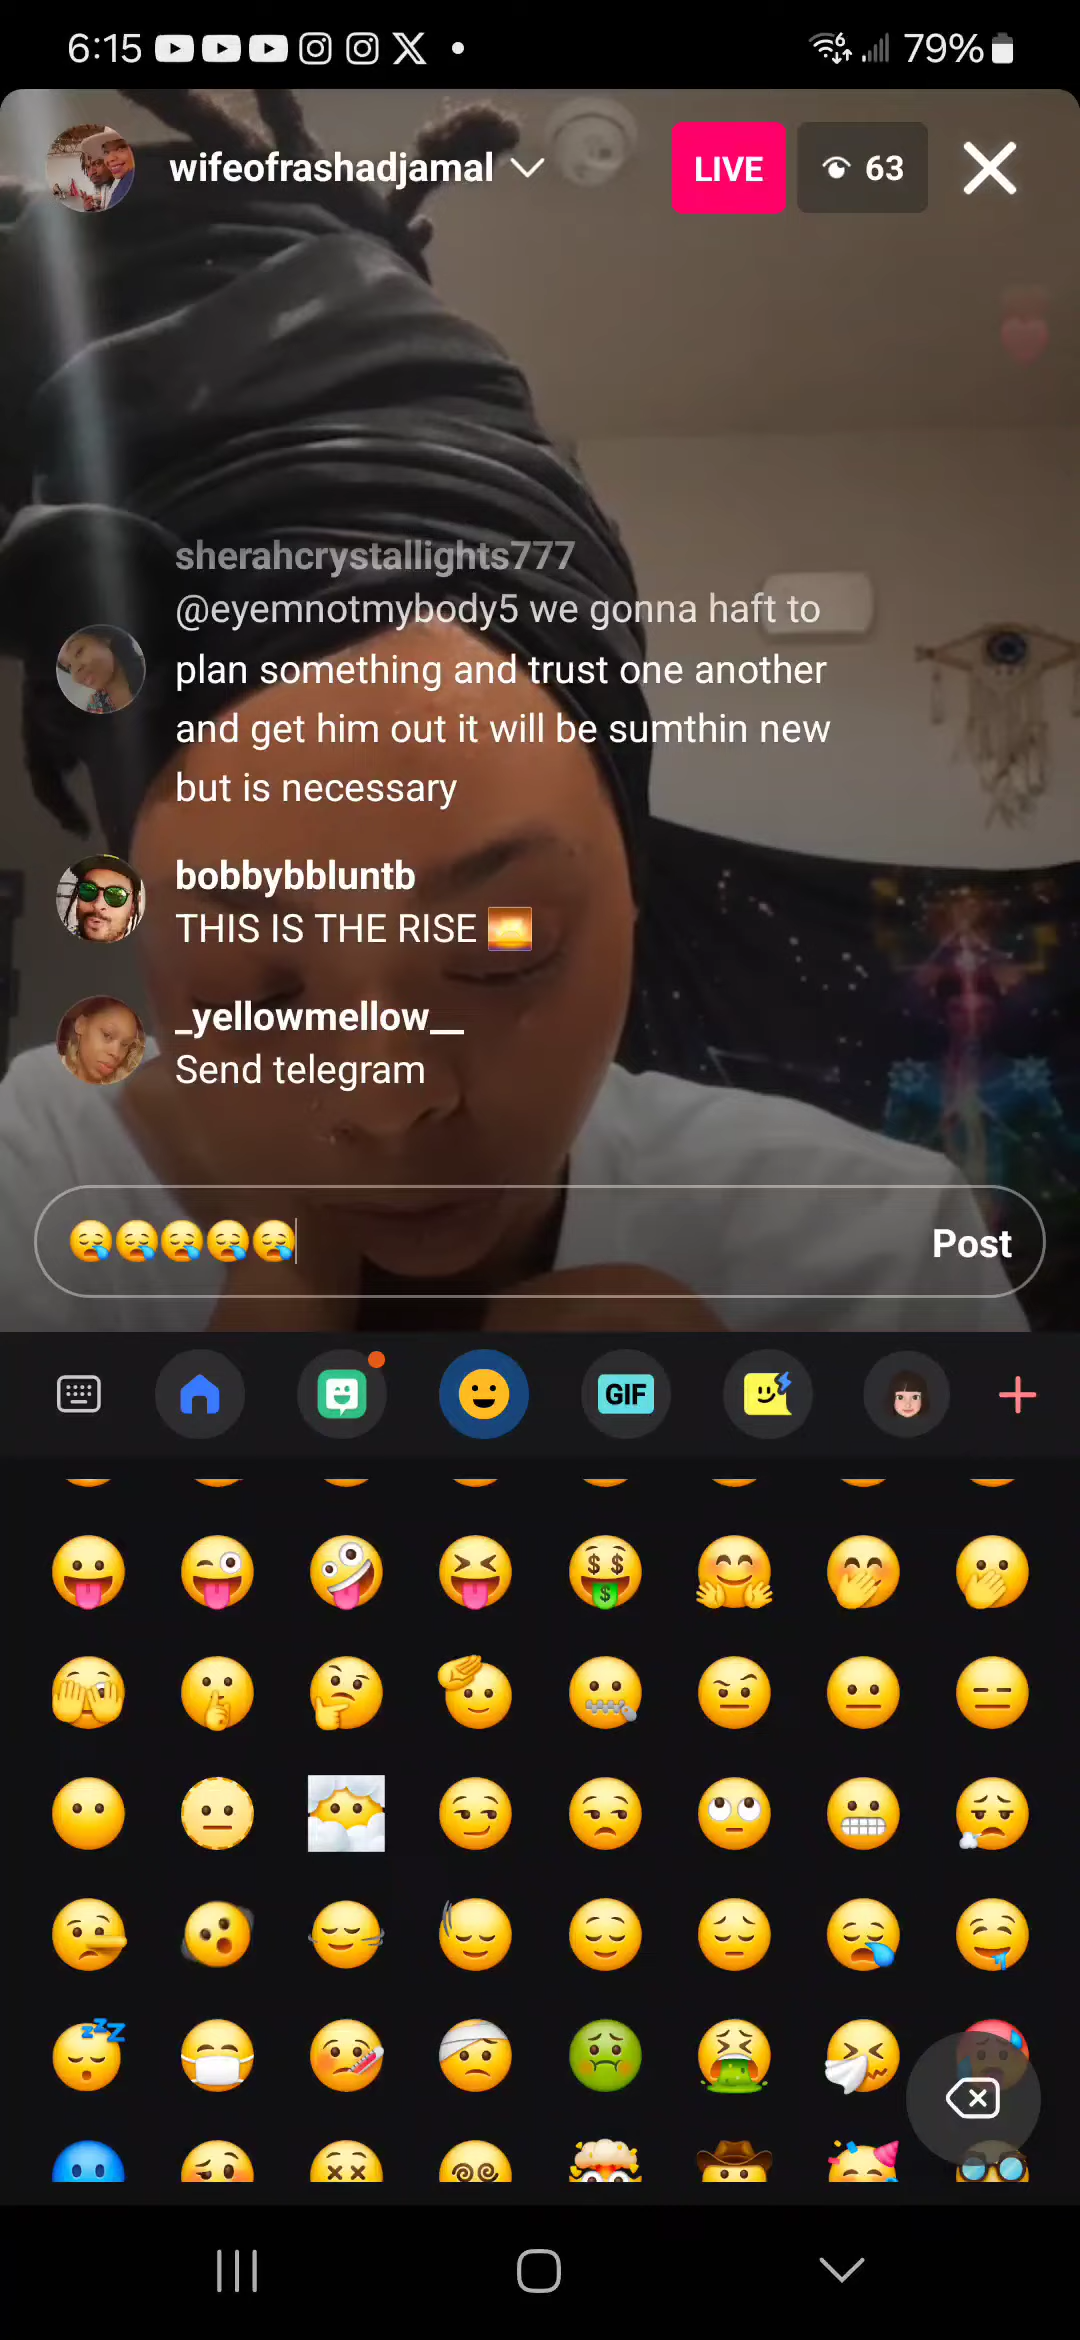 6:15 79%
wifeofrashadjamal LIVE 63
sherahcrystallights777
@eyemnotmybody5 we gonna haft to
plan something and trust one another
and get him out it will be sumthin new
but is necessary
bobbybbluntb
THIS IS THE RISE 🌅
_yellowmellow__
Send telegram
😪😪😪😪😪 Post
GIF